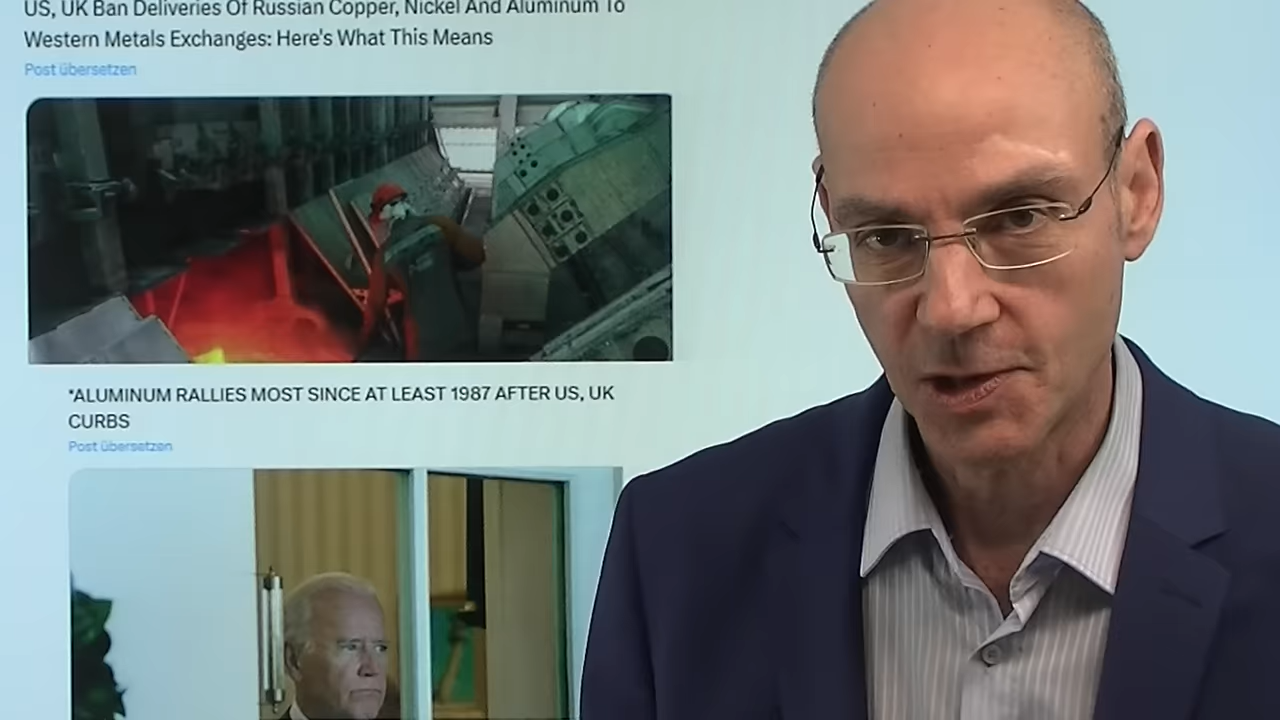 US, UK Ban Deliveries Of Russian Copper, Nickel And Aluminum To
Western Metals Exchanges: Here's What This Means
Post übersetzen
*ALUMINUM RALLIES MOST SINCE AT LEAST 1987 AFTER US, UK
CURBS
Post übersetzen